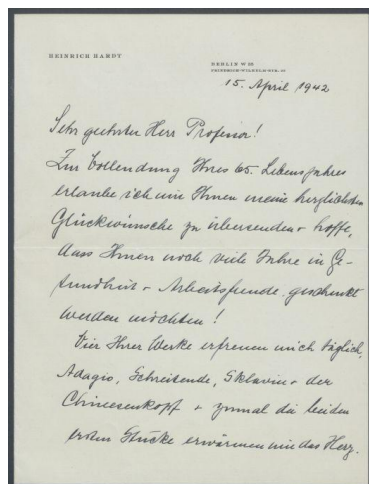 HEINRICH HARDT
BERLIN W 35
FRIEDRICH-WILHELM-STR.
15. April 1942
Sehr geehrter Herr Professor!
Zur Vollendung Ihres 65. Lebensjahres
erlaube ich mir Ihnen meine herzlichsten
Glückwünsche zu übersenden + hoffe,
dass Ihnen noch viele Jahre in Ge-
sundheit + Arbeitsfreude geschenkt
werden möchten!
Vier Ihrer Werke erfreuen mich täglich,
Adagio, Schreitende, Sklavin + der
Chinesenkopf + zumal die beiden
ersten Stücke erwärmen mir das Herz.